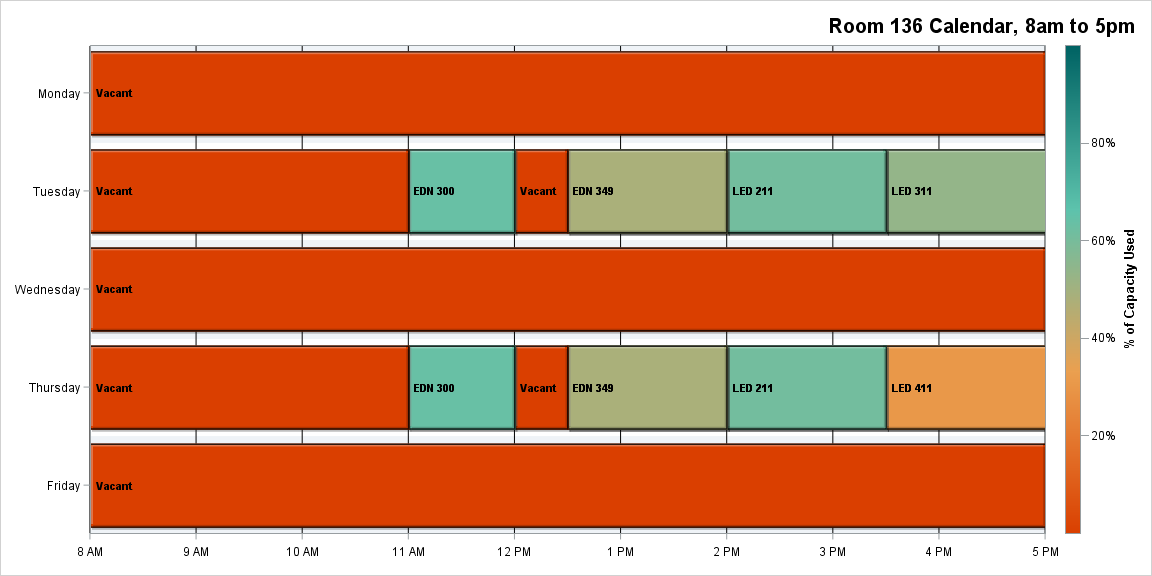 Room 136 Calendar, 8am to 5pm
Monday
Vacant
Tuesday
Vacant
EDN 300
Vacant
EDN 349
LED 211
LED 311
Wednesday
Vacant
Thursday
Vacant
EDN 300
Vacant
EDN 349
LED 211
LED 411
Friday
Vacant
8 AM
9 AM
10 AM
11 AM
12 PM
1 PM
2 PM
3 PM
4 PM
5 PM
80%
60%
40%
20%
% of Capacity Used